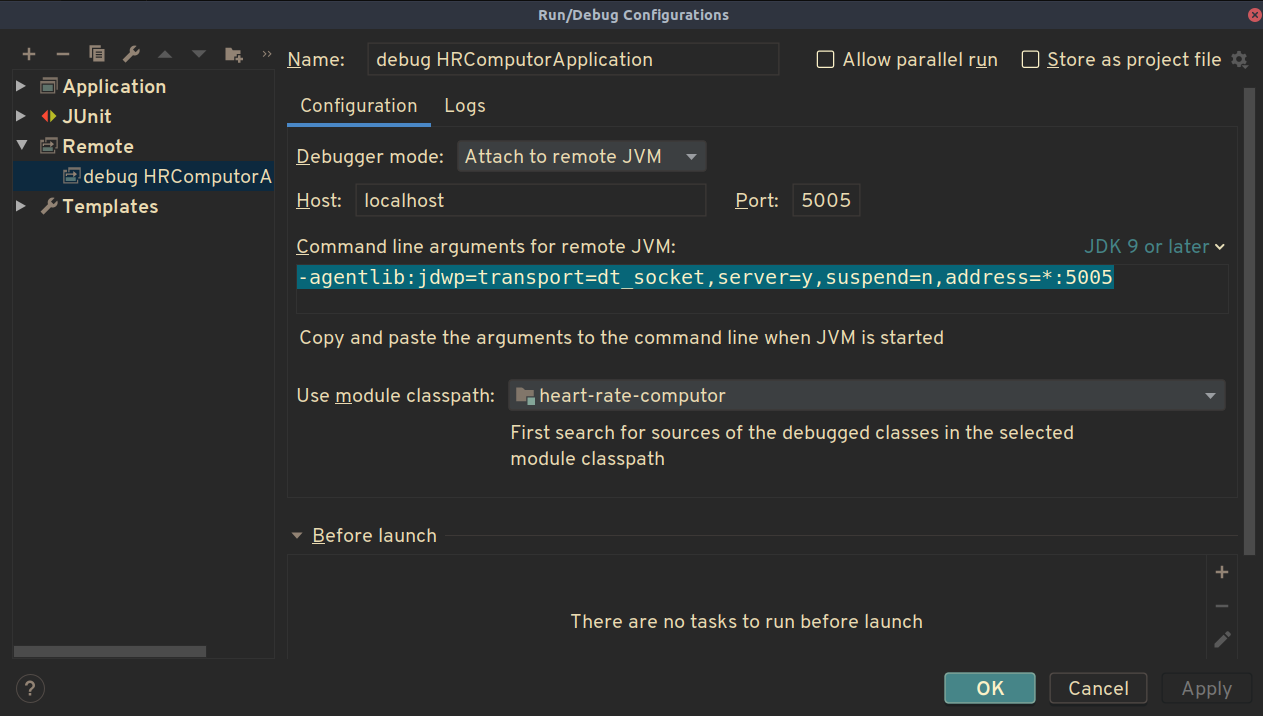 Run/Debug Configurations
Name: debug HRComputorApplication Allow parallel run Store as project file
Application
JUnit
Remote
debug HRComputorA
Templates
Configuration Logs
Debugger mode: Attach to remote JVM
Host: localhost Port: 5005
Command line arguments for remote JVM: JDK 9 or later
-agentlib:jdwp=transport=dt_socket,server=y,suspend=n,address=*:5005
Copy and paste the arguments to the command line when JVM is started
Use module classpath: heart-rate-computor
First search for sources of the debugged classes in the selected
module classpath
Before launch
There are no tasks to run before launch
? OK Cancel Apply